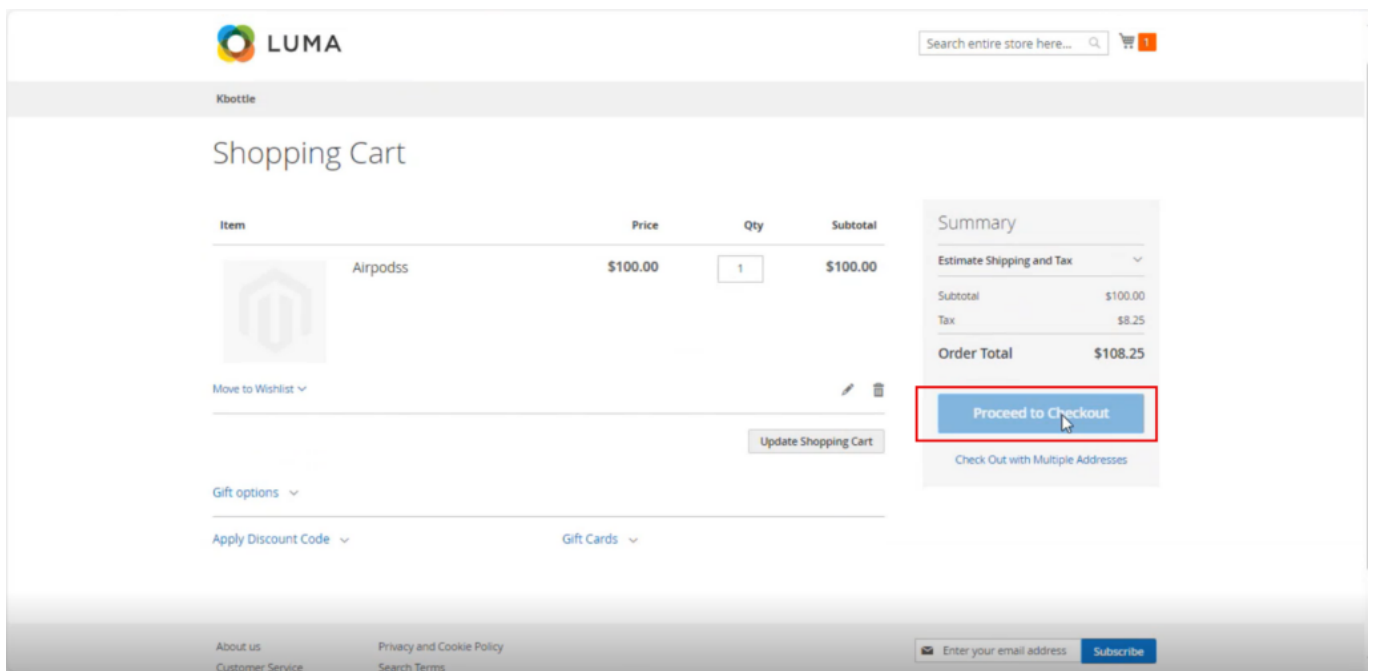 LUMA
Search entire store here...
1
Kbottle
Shopping Cart
Item Price Qty Subtotal
Airpodss $100.00 1 $100.00
Move to Wishlist
Update Shopping Cart
Gift options
Apply Discount Code Gift Cards
Summary
Estimate Shipping and Tax
Subtotal $100.00
Tax $8.25
Order Total $108.25
Proceed to Checkout
Check Out with Multiple Addresses
About us Privacy and Cookie Policy
Enter your email address Subscribe
Customer Service Search Terms